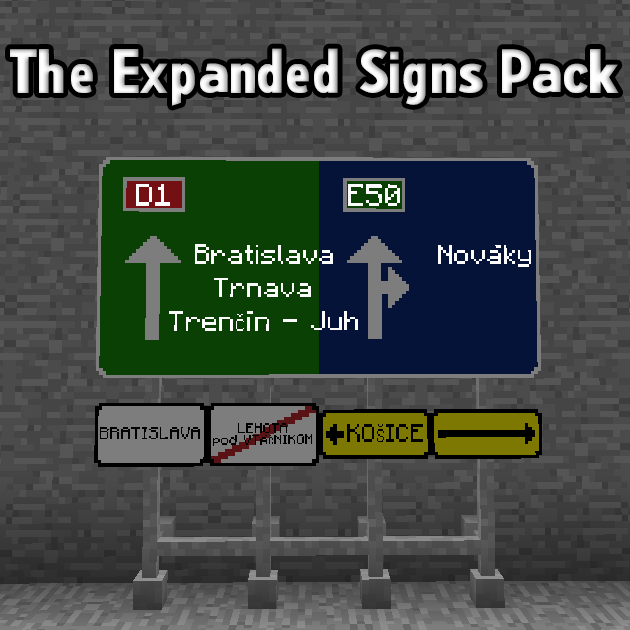 The Expanded Signs Pack
D1
E50
Bratislava
Nováky
Trnava
Trenčín - Juh
BRATISLAVA
LEHOTA
pod VTÁČNIKOM
KOŠICE